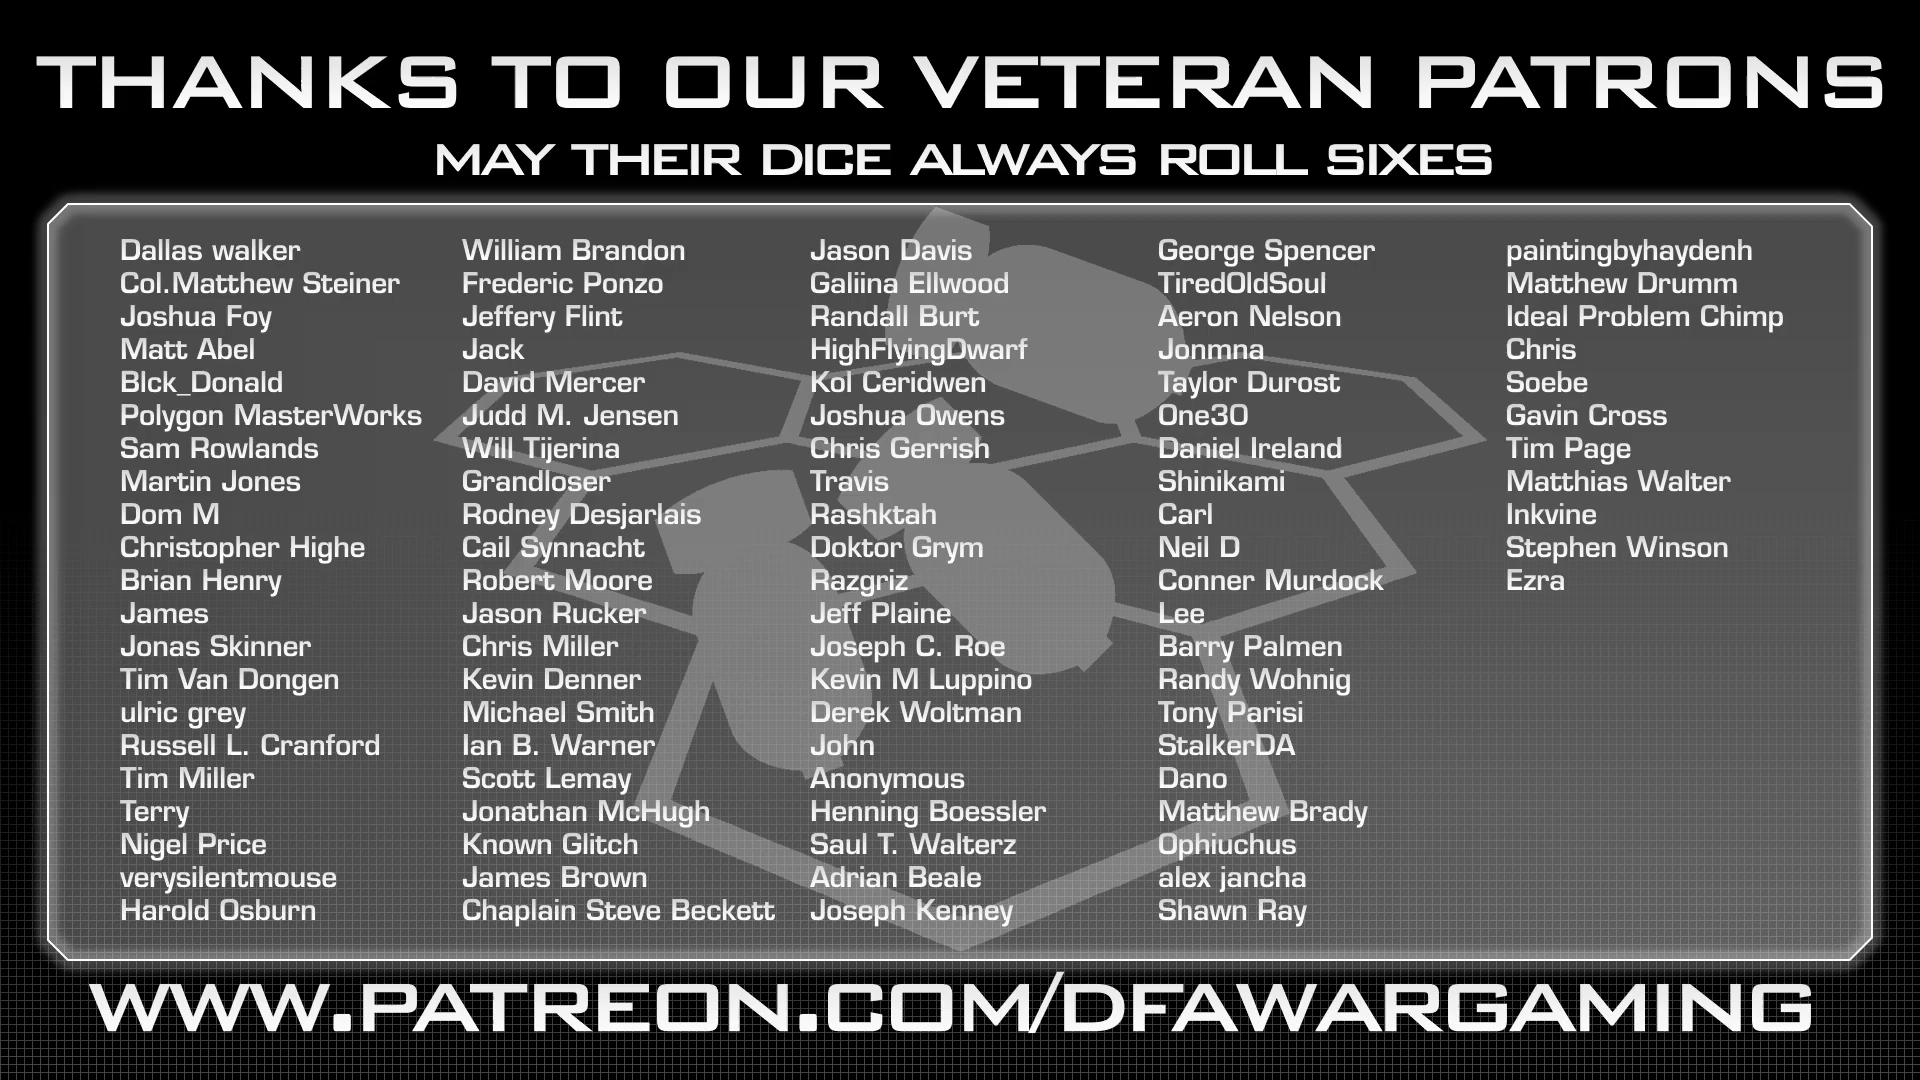 THANKS TO OUR VETERAN PATRONS
MAY THEIR DICE ALWAYS ROLL SIXES
Dallas walker
Col.Matthew Steiner
Joshua Foy
Matt Abel
Blck_Donald
Polygon MasterWorks
Sam Rowlands
Martin Jones
Dom M
Christopher Highe
Brian Henry
James
Jonas Skinner
Tim Van Dongen
ulric grey
Russell L. Cranford
Tim Miller
Terry
Nigel Price
verysilentmouse
Harold Osburn
William Brandon
Frederic Ponzo
Jeffery Flint
Jack
David Mercer
Judd M. Jensen
Will Tijerina
Grandloser
Rodney Desjarlais
Cail Synnacht
Robert Moore
Jason Rucker
Chris Miller
Kevin Denner
Michael Smith
Ian B. Warner
Scott Lemay
Jonathan McHugh
Known Glitch
James Brown
Chaplain Steve Beckett
Jason Davis
Galiina Ellwood
Randall Burt
HighFlyingDwarf
Kol Ceridwen
Joshua Owens
Chris Gerrish
Travis
Rashktah
Doktor Grym
Razgriz
Jeff Plaine
Joseph C. Roe
Kevin M Luppino
Derek Woltman
John
Anonymous
Henning Boessler
Saul T. Walterz
Adrian Beale
Joseph Kenney
George Spencer
TiredOldSoul
Aeron Nelson
Jonmna
Taylor Durost
One30
Daniel Ireland
Shinikami
Carl
Neil D
Conner Murdock
Lee
Barry Palmen
Randy Wohnig
Tony Parisi
StalkerDA
Dano
Matthew Brady
Ophiuchus
alex jancha
Shawn Ray
paintingbyhaydenh
Matthew Drumm
Ideal Problem Chimp
Chris
Soebe
Gavin Cross
Tim Page
Matthias Walter
Inkvine
Stephen Winson
Ezra
WWW.PATREON.COM/DFAWARGAMING